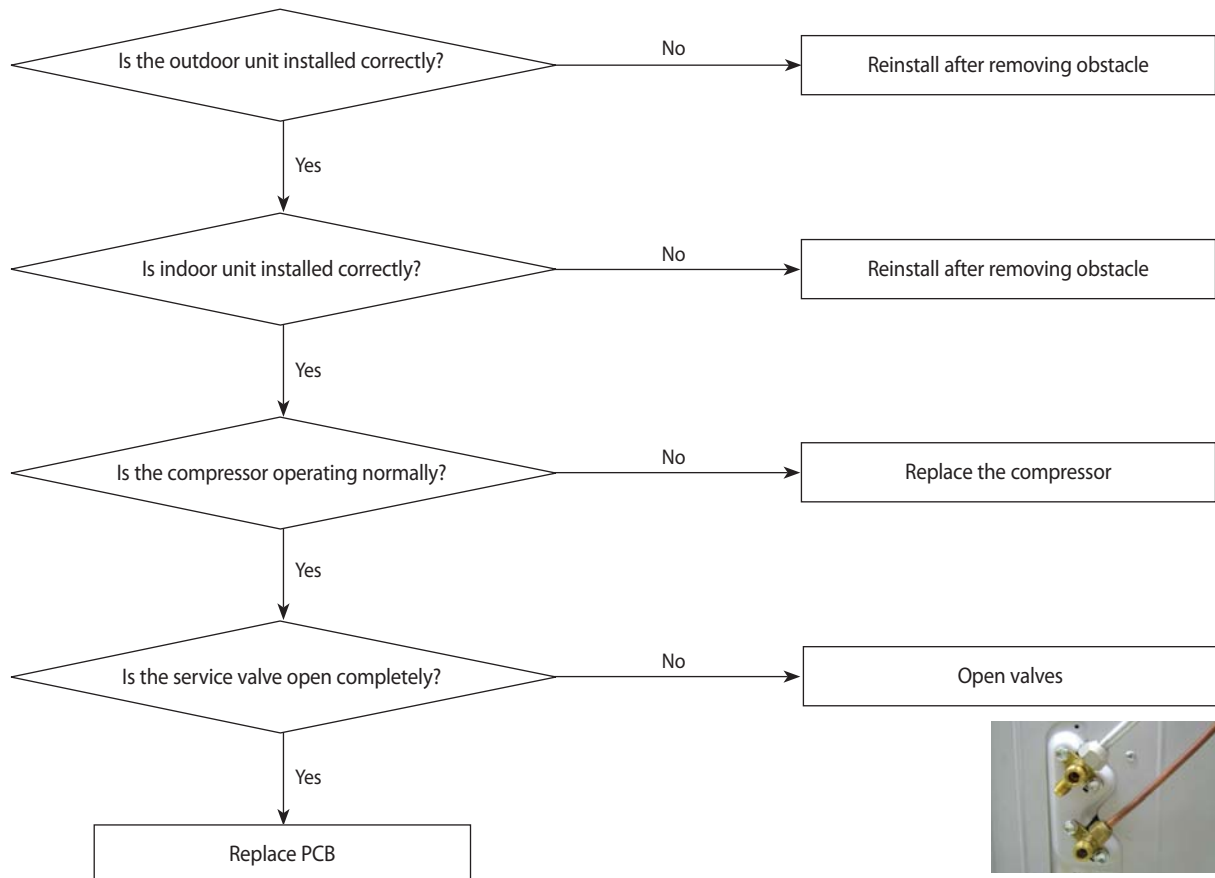 Is the outdoor unit installed correctly?
No
Reinstall after removing obstacle
Yes
Is indoor unit installed correctly?
No
Reinstall after removing obstacle
Yes
Is the compressor operating normally?
No
Replace the compressor
Yes
Is the service valve open completely?
No
Open valves
Yes
Replace PCB